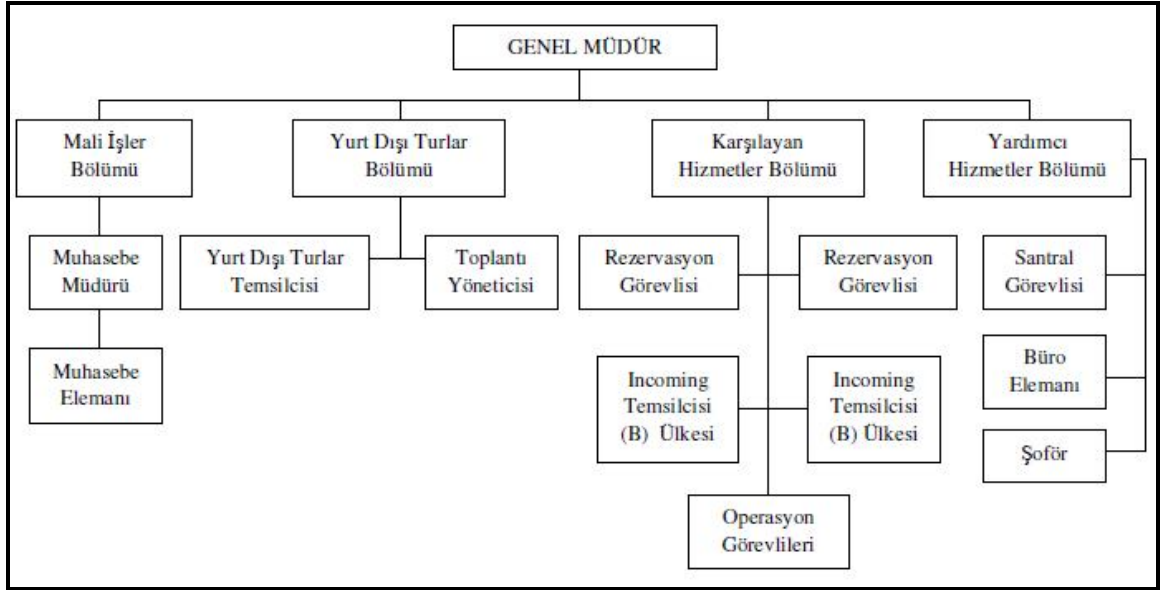 GENEL MÜDÜR
Mali İşler
Bölümü
Yurt Dışı Turlar
Bölümü
Karşılayan
Hizmetler Bölümü
Yardımcı
Hizmetler Bölümü
Muhasebe
Müdürü
Yurt Dışı Turlar
Temsilcisi
Toplantı
Yöneticisi
Rezervasyon
Görevlisi
Rezervasyon
Görevlisi
Santral
Görevlisi
Muhasebe
Elemanı
Incoming
Temsilcisi
(B) Ülkesi
Incoming
Temsilcisi
(B) Ülkesi
Büro
Elemanı
Şoför
Operasyon
Görevlileri